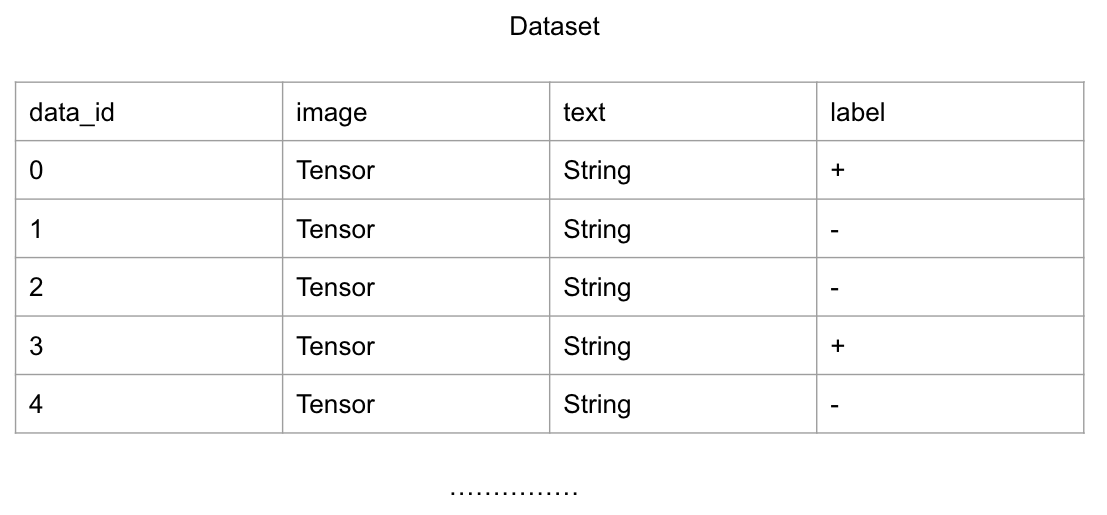 Dataset
data_id image text label
0 Tensor String +
1 Tensor String -
2 Tensor String -
3 Tensor String +
4 Tensor String -
……………